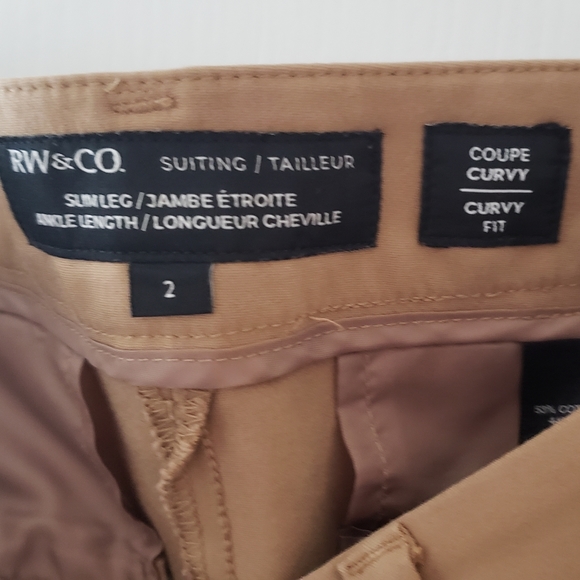 RW&CO. SUITING / TAILLEUR
SLIM LEG / JAMBE ÉTROITE
ANKLE LENGTH / LONGUEUR CHEVILLE
2
COUPE
CURVY
CURVY
FIT